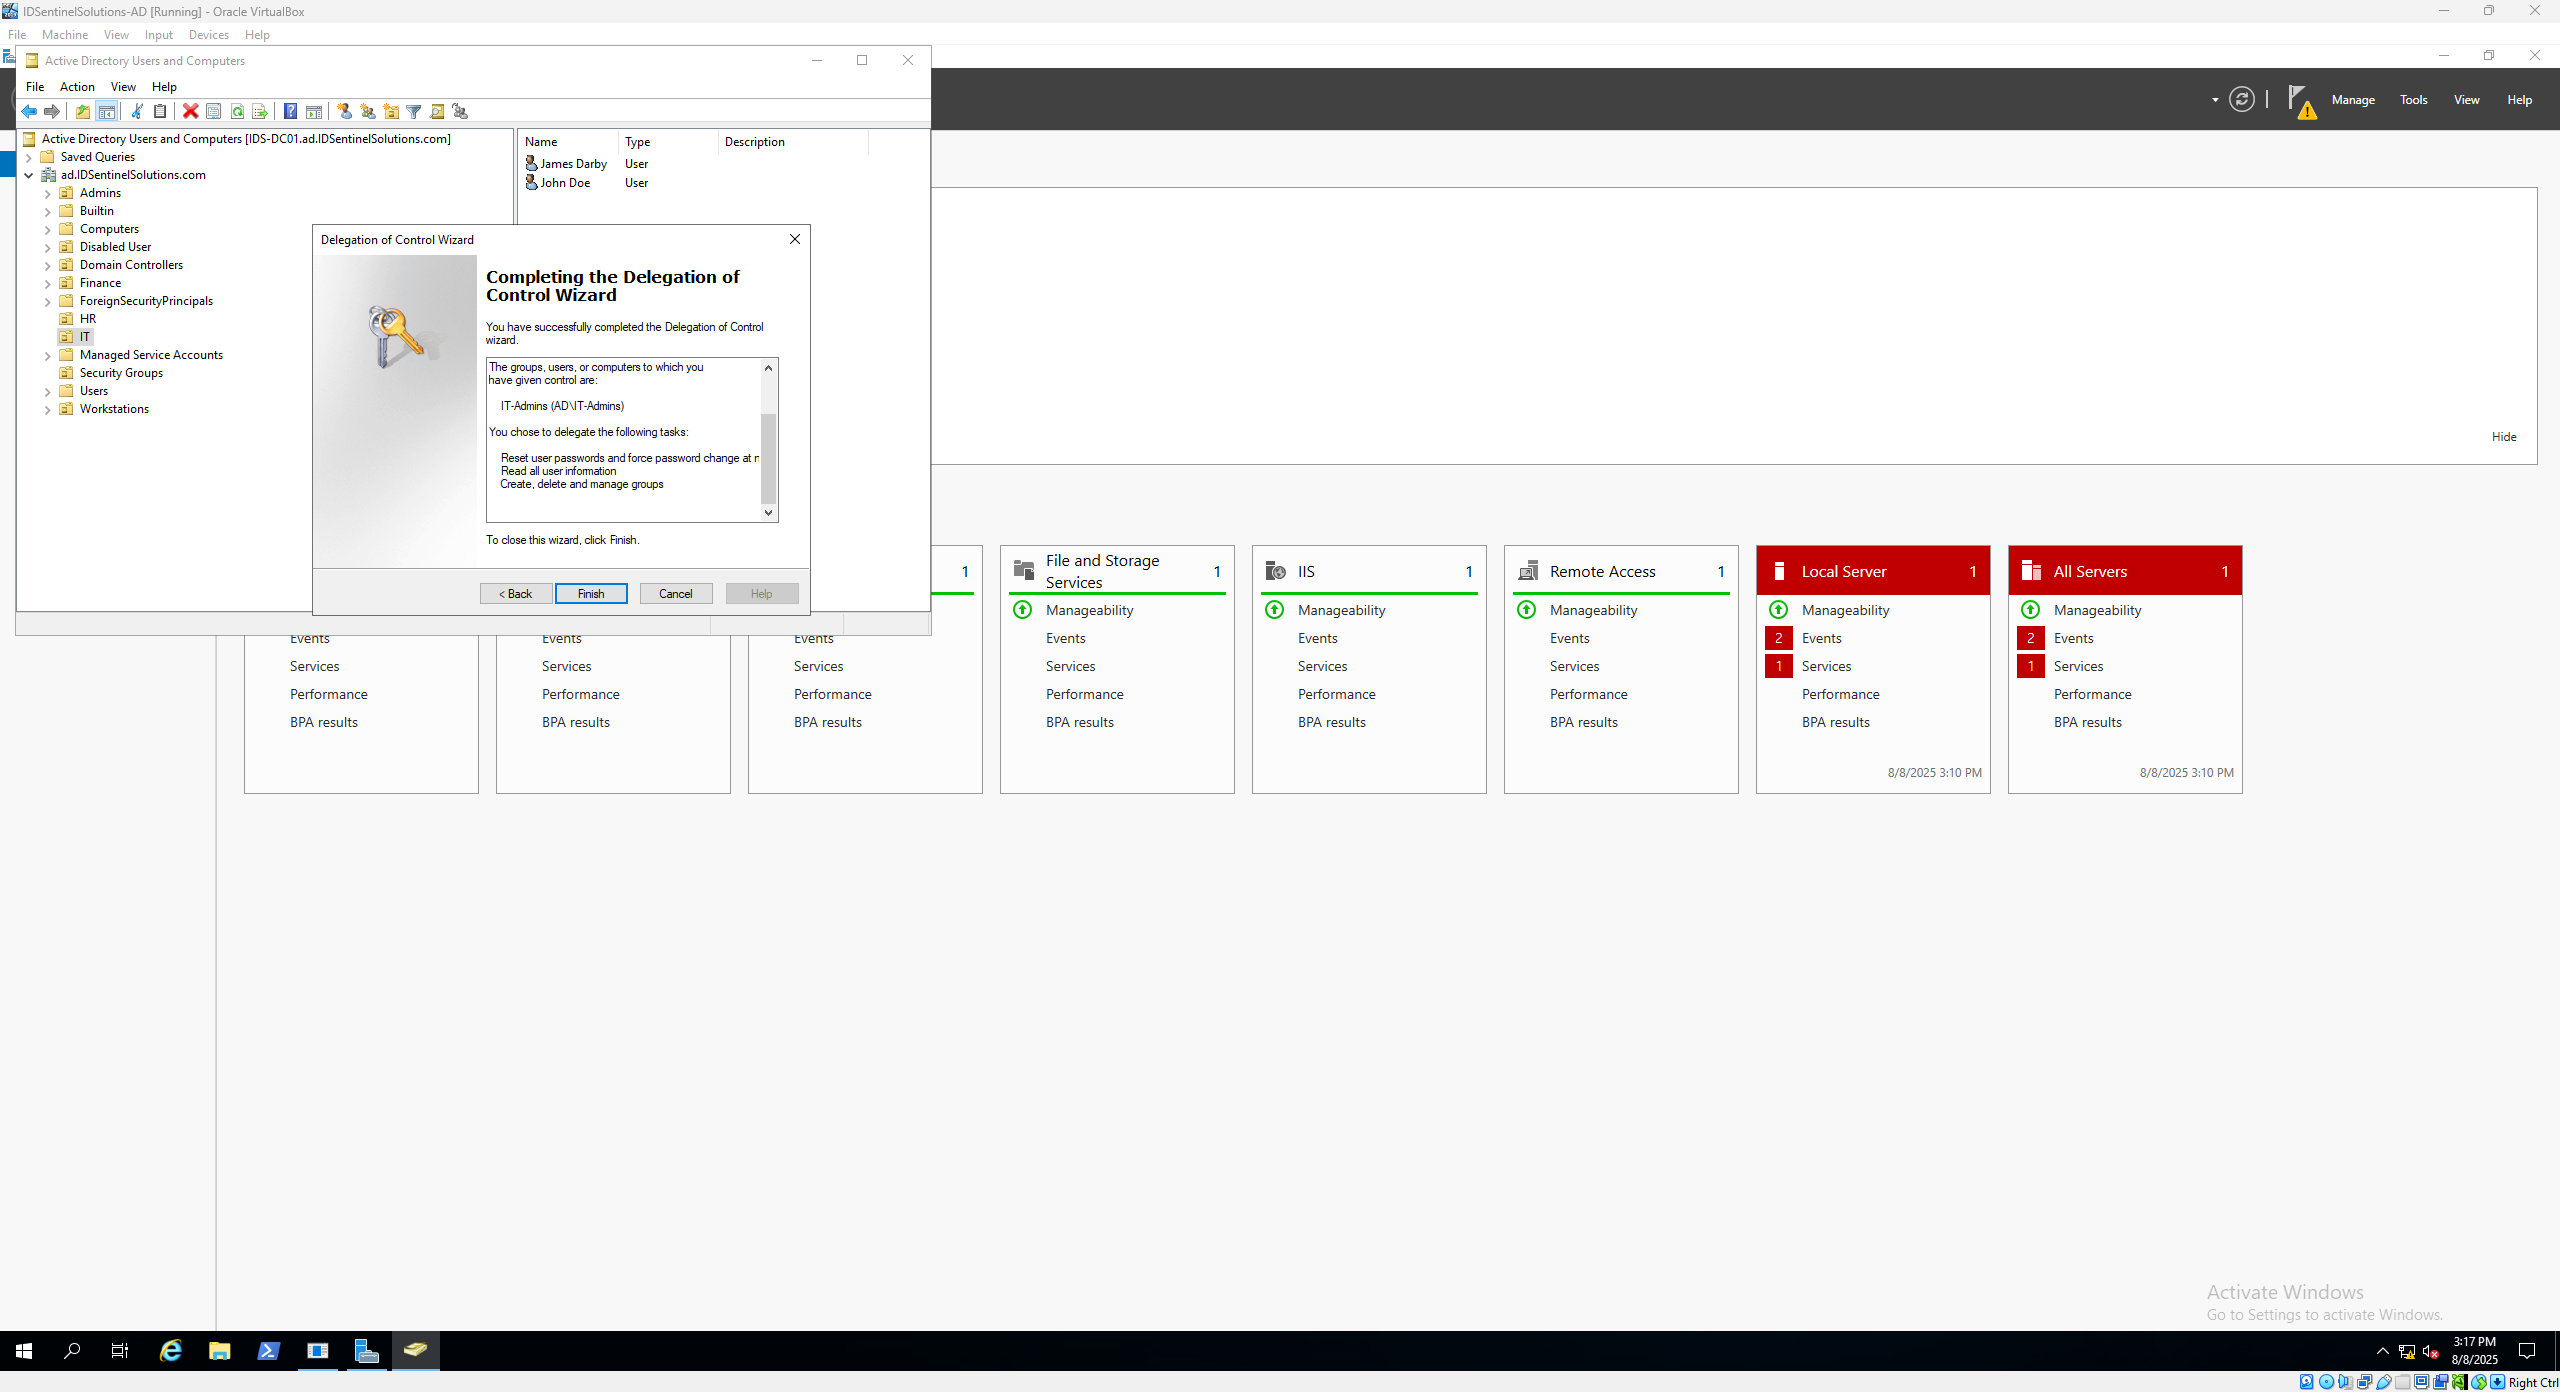 IDSentinelSolutions-AD [Running] - Oracle VirtualBox
File Machine View Input Devices Help
Active Directory Users and Computers
File Action View Help
Manage Tools View Help
Active Directory Users and Computers [IDS-DC01.ad.IDSentinelSolutions.com]
Saved Queries
ad.IDSentinelSolutions.com
Admins
Builtin
Computers
Disabled User
Domain Controllers
Finance
ForeignSecurityPrincipals
HR
IT
Managed Service Accounts
Security Groups
Users
Workstations
Name Type Description
James Darby User
John Doe User
Delegation of Control Wizard
Completing the Delegation of
Control Wizard
You have successfully completed the Delegation of Control
wizard.
The groups, users, or computers to which you
have given control are:
IT-Admins (AD\IT-Admins)
You chose to delegate the following tasks:
Reset user passwords and force password change at
Read all user information
Create, delete and manage groups
To close this wizard, click Finish.
< Back Finish Cancel Help
Hide
Events
Services
Performance
BPA results
Events
Services
Performance
BPA results
1
Events
Services
Performance
BPA results
File and Storage
Services 1
Manageability
Events
Services
Performance
BPA results
IIS 1
Manageability
Events
Services
Performance
BPA results
Remote Access 1
Manageability
Events
Services
Performance
BPA results
Local Server 1
Manageability
2 Events
1 Services
Performance
BPA results
8/8/2025 3:10 PM
All Servers 1
Manageability
2 Events
1 Services
Performance
BPA results
8/8/2025 3:10 PM
Activate Windows
Go to Settings to activate Windows.
3:17 PM
8/8/2025
Right Ctrl